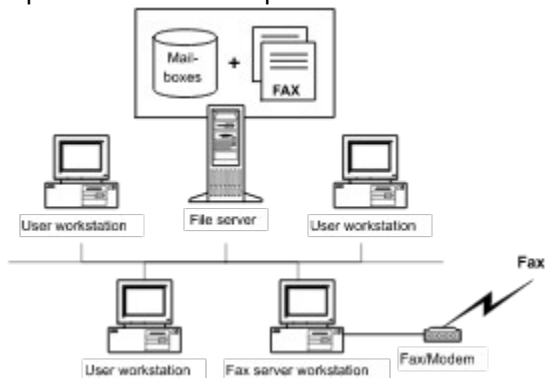 Mail-
boxes
+
FAX
User workstation
File server
User workstation
Fax
User workstation
Fax server workstation
Fax/Modem